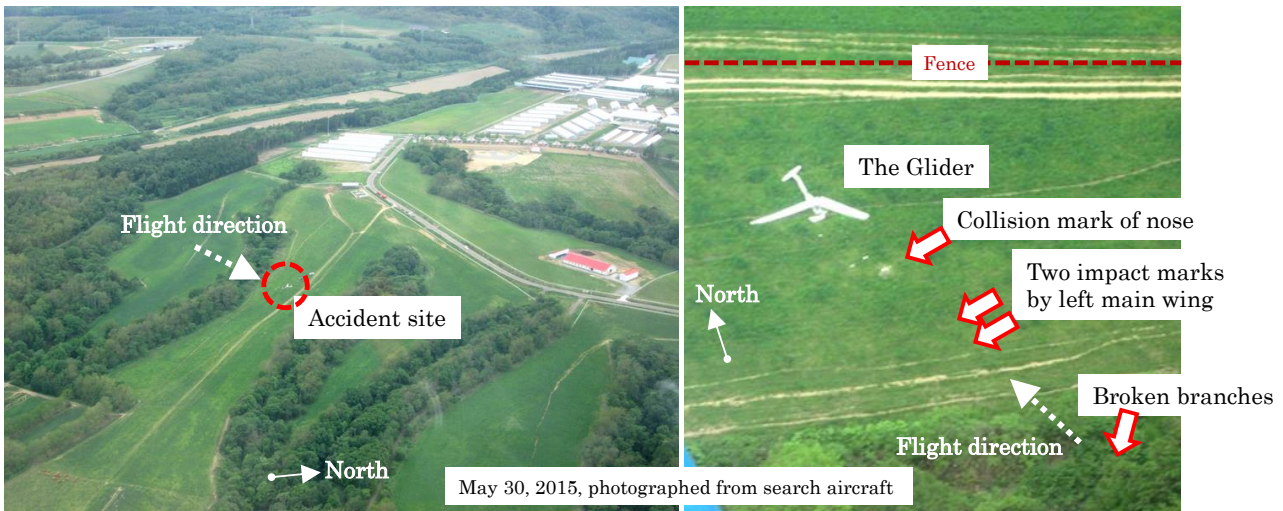 Flight direction
Accident site
North
Fence
The Glider
Collision mark of nose
Two impact marks
by left main wing
North
Broken branches
Flight direction
May 30, 2015, photographed from search aircraft